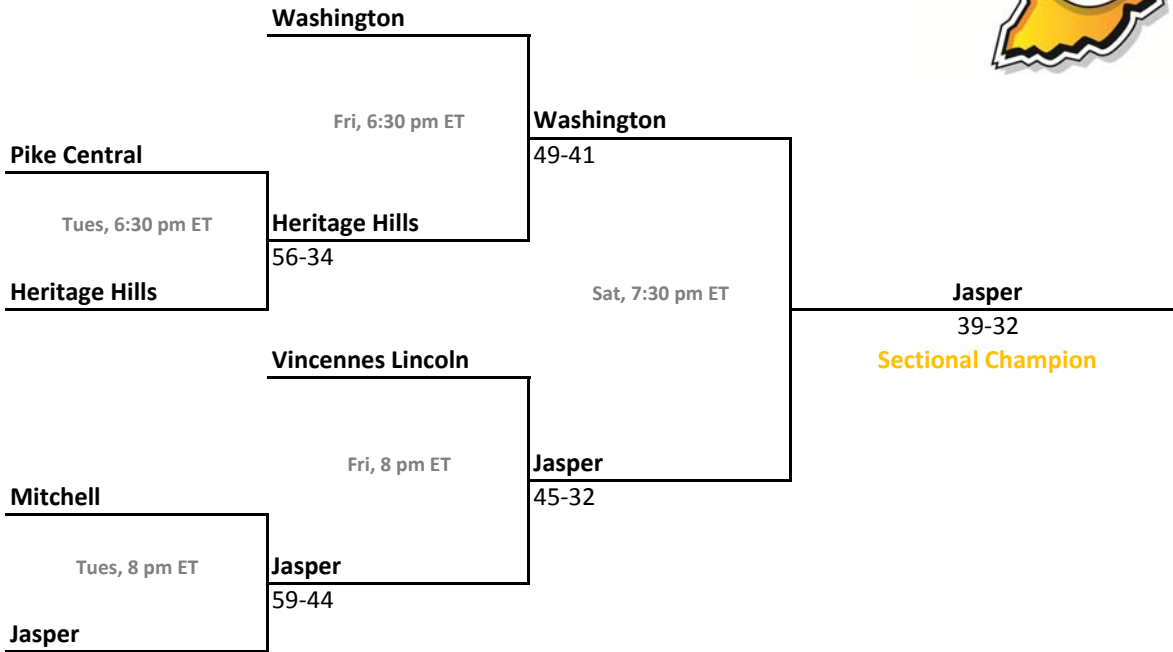 Washington
Fri, 6:30 pm ET
Washington
Pike Central
49-41
Tues, 6:30 pm ET
Heritage Hills
56-34
Heritage Hills
Sat, 7:30 pm ET
Jasper
39-32
Vincennes Lincoln
Sectional Champion
Fri, 8 pm ET
Jasper
Mitchell
45-32
Tues, 8 pm ET
Jasper
59-44
Jasper